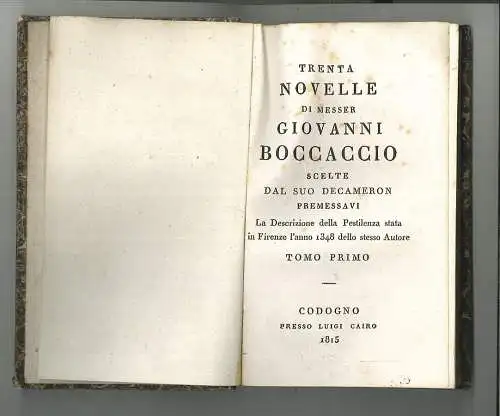 TRENTA
NOVELLE
DI MESSER
GIOVANNI
BOCCACCIO
SCELTE
DAL SUO DECAMERON
PREMESSAVI
La Descrizione della Pestilenza stata
in Firenze l'anno 1348 dello stesso Autore
TOMO PRIMO
CODOGNO
PRESSO LUIGI CAIRO
1815